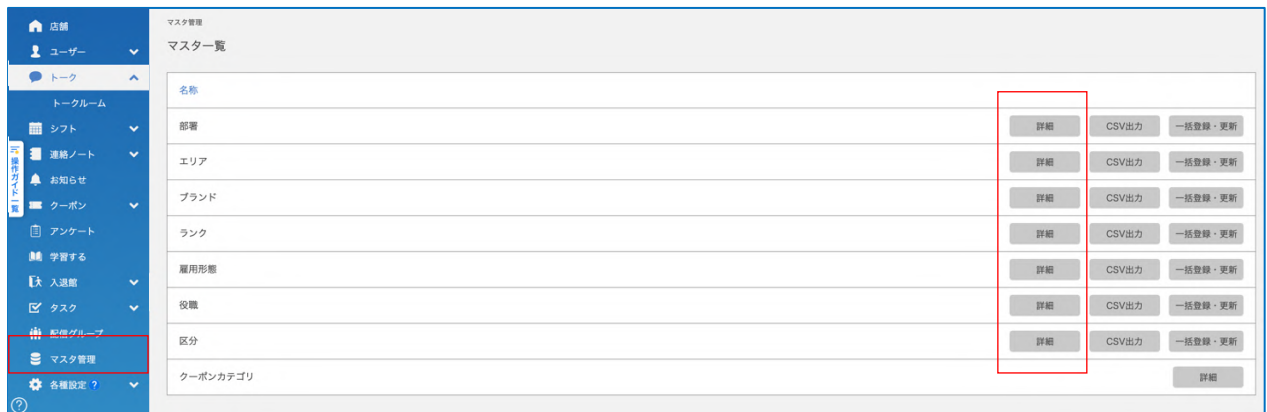 店舗
ユーザー
トーク
トークルーム
シフト
連絡ノート
お知らせ
クーポン
アンケート
学習する
入退館
タスク
配信グループ
マスタ管理
各種設定 ?
?
操作ガイド一覧
マスタ管理
マスタ一覧
名称
部署 詳細 CSV出力 一括登録・更新
エリア 詳細 CSV出力 一括登録・更新
ブランド 詳細 CSV出力 一括登録・更新
ランク 詳細 CSV出力 一括登録・更新
雇用形態 詳細 CSV出力 一括登録・更新
役職 詳細 CSV出力 一括登録・更新
区分 詳細 CSV出力 一括登録・更新
クーポンカテゴリ 詳細